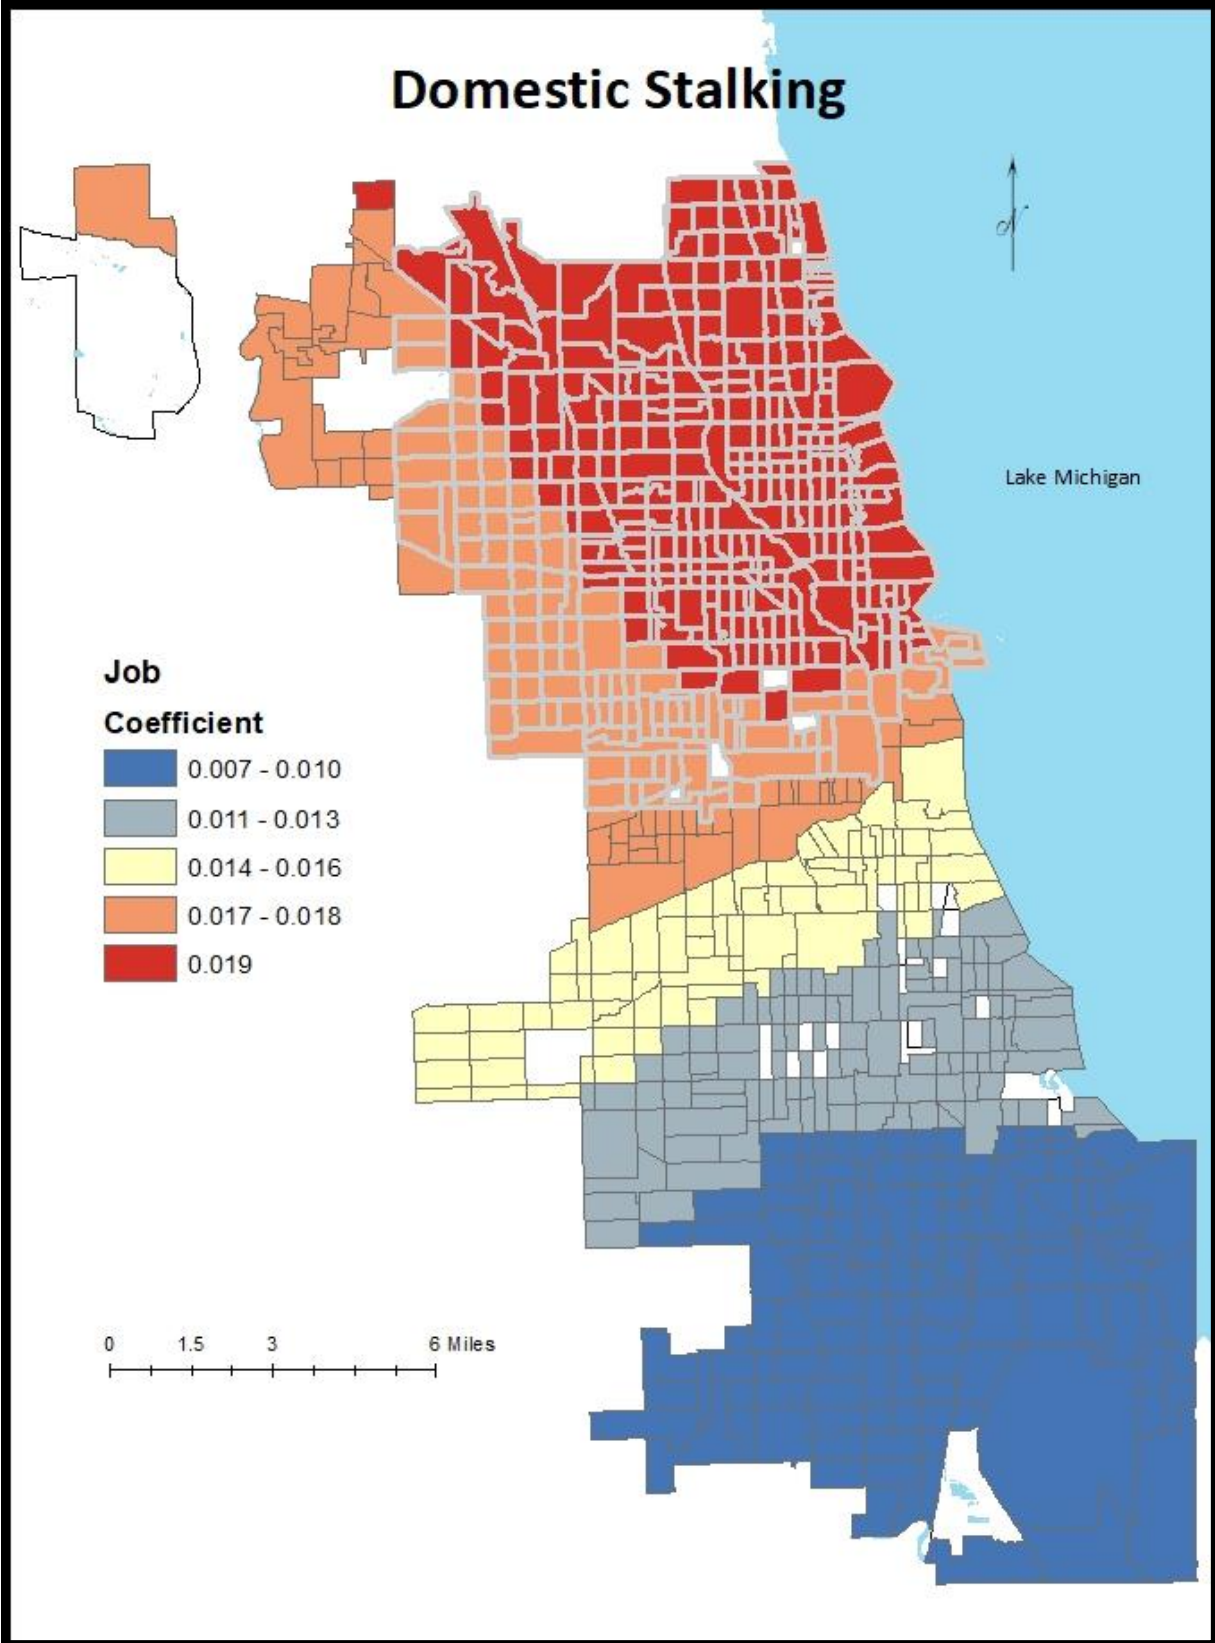 Domestic Stalking
N
Lake Michigan
Job
Coefficient
0.007 - 0.010
0.011 - 0.013
0.014 - 0.016
0.017 - 0.018
0.019
0 1.5 3 6 Miles